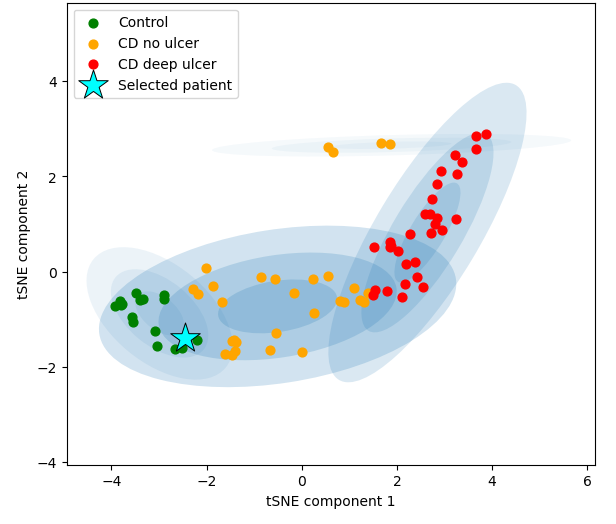 Control
CD no ulcer
CD deep ulcer
Selected patient
tSNE component 2
4
2
0
−2
−4
−4
−2
0
2
4
6
tSNE component 1